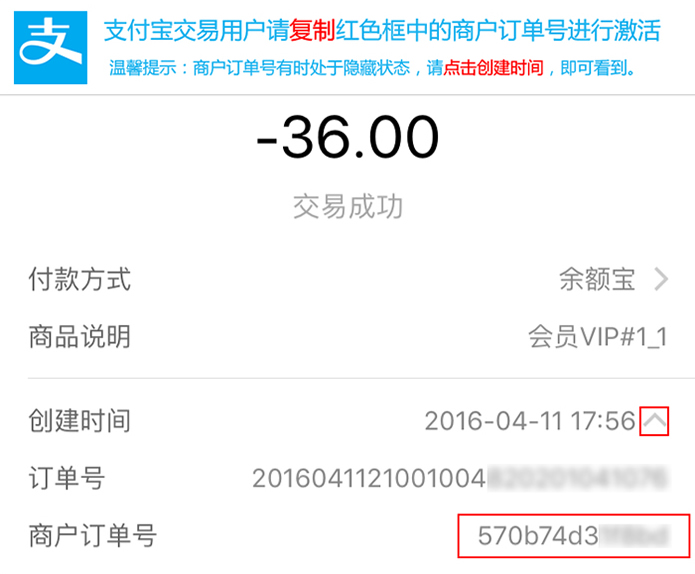 支
支付宝交易用户请复制红色框中的商户订单号进行激活
温馨提示：商户订单号有时处于隐藏状态，请点击创建时间，即可看到。
-36.00
交易成功
付款方式 余额宝
商品说明 会员VIP#1_1
创建时间 2016-04-11 17:56
订单号 2016041121001004
商户订单号 570b74d3